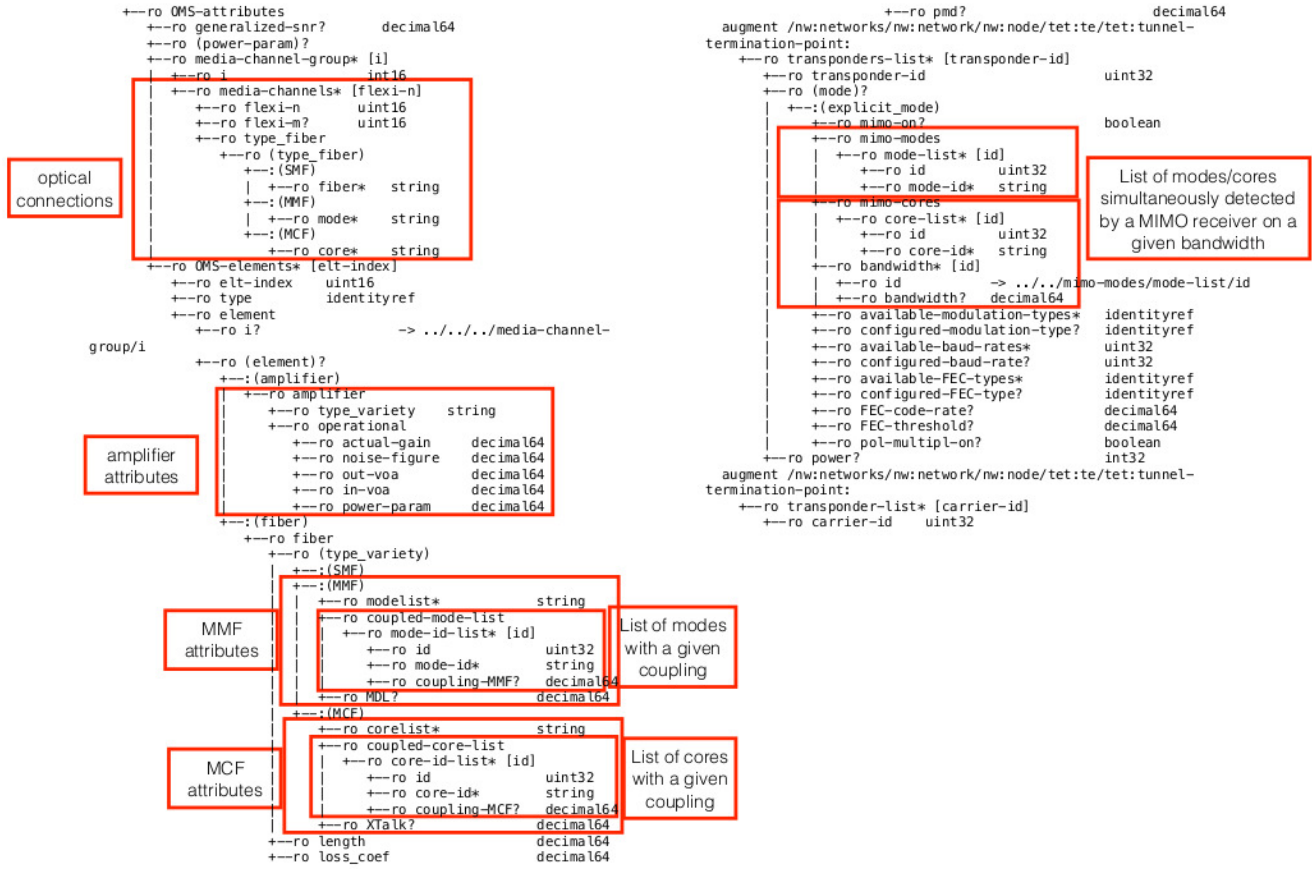 +--ro OMS-attributes
+--ro generalized-snr? decimal64
+--ro (power-param)?
+--ro media-channel-group* [i]
| +--ro i int16
| +--ro media-channels* [flexi-n]
| +--ro flexi-n uint16
| +--ro flexi-m? uint16
| +--ro type_fiber
| +--ro (type_fiber)
| +--:(SMF)
| | +--ro fiber* string
| +--:(MMF)
| | +--ro mode* string
| +--:(MCF)
| +--ro core* string
+--ro OMS-elements* [elt-index]
+--ro elt-index uint16
+--ro type identityref
+--ro element
+--ro i? -> ../../../media-channel-
group/i
+--ro (element)?
+--:(amplifier)
| +--ro amplifier
| +--ro type_variety string
| +--ro operational
| +--ro actual-gain decimal64
| +--ro noise-figure decimal64
| +--ro out-voa decimal64
| +--ro in-voa decimal64
| +--ro power-param decimal64
+--:(fiber)
+--ro fiber
+--ro (type_variety)
| +--:(SMF)
| +--:(MMF)
| | +--ro modelist* string
| | +--ro coupled-mode-list
| | | +--ro mode-id-list* [id]
| | | +--ro id uint32
| | | +--ro mode-id* string
| | | +--ro coupling-MMF? decimal64
| | +--ro MDL? decimal64
| +--:(MCF)
| +--ro corelist* string
| +--ro coupled-core-list
| | +--ro core-id-list* [id]
| | +--ro id uint32
| | +--ro core-id* string
| | +--ro coupling-MCF? decimal64
| +--ro XTalk? decimal64
+--ro length decimal64
+--ro loss_coef decimal64
optical
connections
amplifier
attributes
MMF
attributes
List of modes
with a given
coupling
MCF
attributes
List of cores
with a given
coupling
+--ro pmd? decimal64
augment /nw:networks/nw:network/nw:node/tet:te/tet:tunnel-
termination-point:
+--ro transponders-list* [transponder-id]
+--ro transponder-id uint32
+--ro (mode)?
| +--:(explicit_mode)
| +--ro mimo-on? boolean
| +--ro mimo-modes
| | +--ro mode-list* [id]
| | +--ro id uint32
| | +--ro mode-id* string
| +--ro mimo-cores
| | +--ro core-list* [id]
| | +--ro id uint32
| | +--ro core-id* string
| +--ro bandwidth* [id]
| | +--ro id -> ../../mimo-modes/mode-list/id
| | +--ro bandwidth? decimal64
| +--ro available-modulation-types* identityref
| +--ro configured-modulation-type? identityref
| +--ro available-baud-rates* uint32
| +--ro configured-baud-rate? uint32
| +--ro available-FEC-types* identityref
| +--ro configured-FEC-type? identityref
| +--ro FEC-code-rate? decimal64
| +--ro FEC-threshold? decimal64
| +--ro pol-multipl-on? boolean
+--ro power? int32
augment /nw:networks/nw:network/nw:node/tet:te/tet:tunnel-
termination-point:
+--ro transponder-list* [carrier-id]
+--ro carrier-id uint32
List of modes/cores
simultaneously detected
by a MIMO receiver on a
given bandwidth